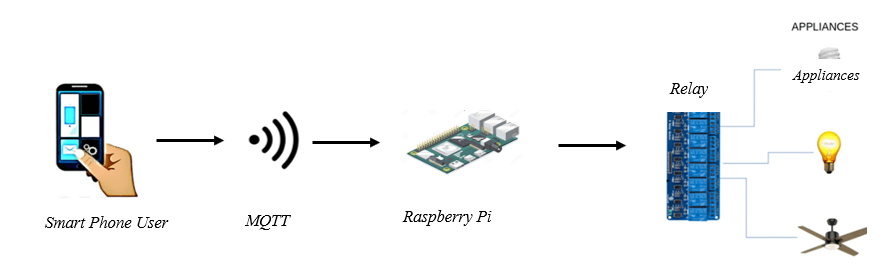 APPLIANCES
Appliances
Relay
Smart Phone User
MQTT
Raspberry Pi